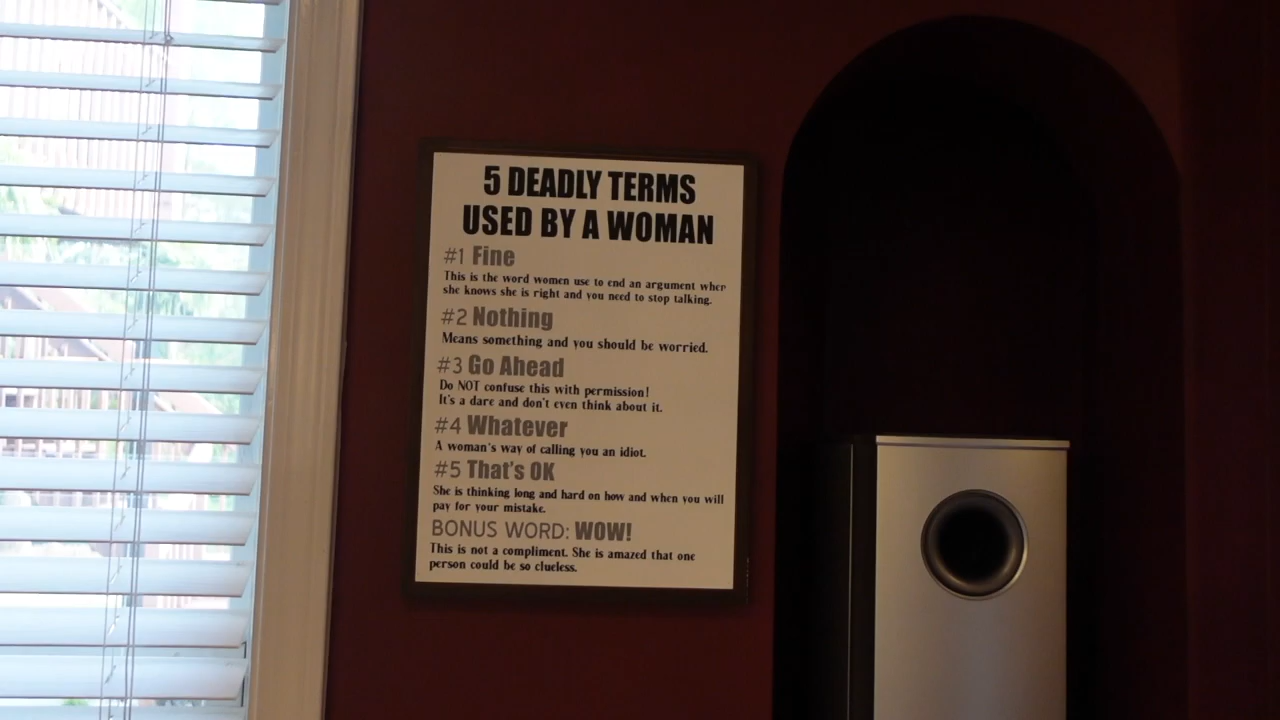 5 DEADLY TERMS
USED BY A WOMAN
#1 Fine
This is the word women use to end an argument when
she knows she is right and you need to stop talking.
#2 Nothing
Means something and you should be worried.
#3 Go Ahead
Do NOT confuse this with permission!
It's a dare and don't even think about it.
#4 Whatever
A woman's way of calling you an idiot.
#5 That's OK
She is thinking long and hard on how and when you will
pay for your mistake.
BONUS WORD: WOW!
This is not a compliment. She is amazed that one
person could be so clueless.